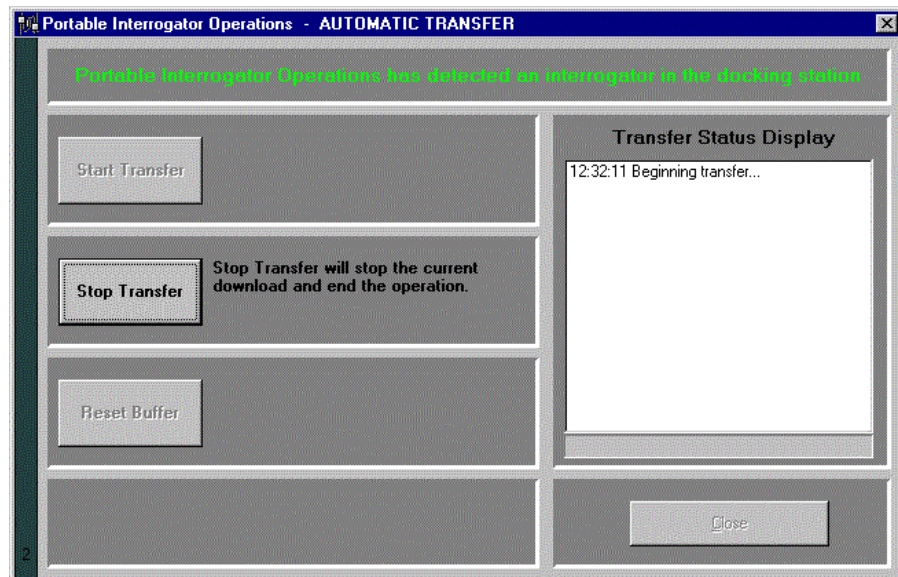 Portable Interrogator Operations - AUTOMATIC TRANSFER
Portable Interrogator Operations has detected an interrogator in the docking station
Start Transfer
Stop Transfer
Stop Transfer will stop the current
download and end the operation.
Reset Buffer
Transfer Status Display
12:32:11 Beginning transfer...
Close
2